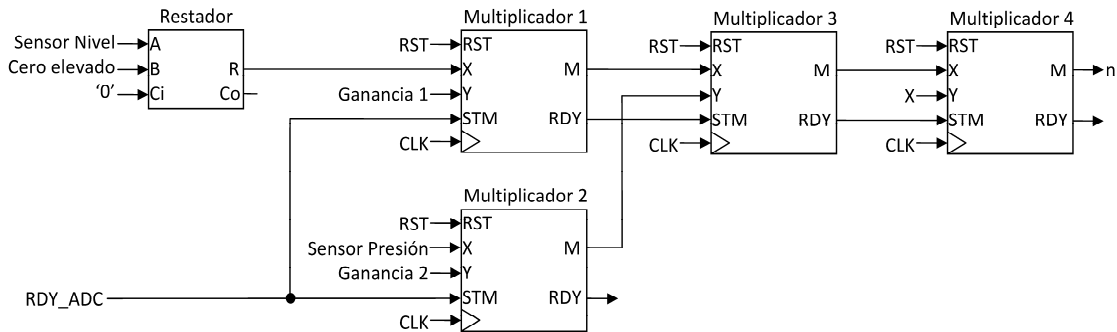 Restador
Sensor Nivel
A
Cero elevado
B
R
'0'
Ci
Co
Multiplicador 1
RST
RST
X
M
Ganancia 1
Y
STM
RDY
CLK
Multiplicador 2
RST
RST
Sensor Presión
X
M
Ganancia 2
Y
RDY_ADC
STM
RDY
CLK
Multiplicador 3
RST
RST
X
M
Y
STM
RDY
CLK
Multiplicador 4
RST
RST
X
M
n
X
Y
STM
RDY
CLK